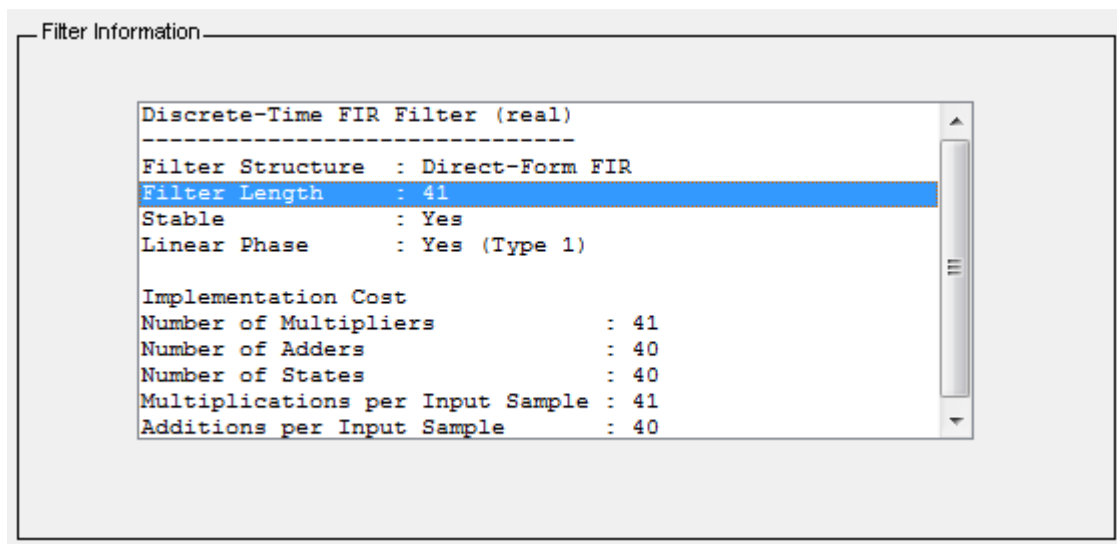 Filter Information
Discrete-Time FIR Filter (real)
-------------------------------
Filter Structure  : Direct-Form FIR
Filter Length     : 41
Stable            : Yes
Linear Phase      : Yes (Type 1)
Implementation Cost
Number of Multipliers            : 41
Number of Adders                 : 40
Number of States                 : 40
Multiplications per Input Sample : 41
Additions per Input Sample       : 40